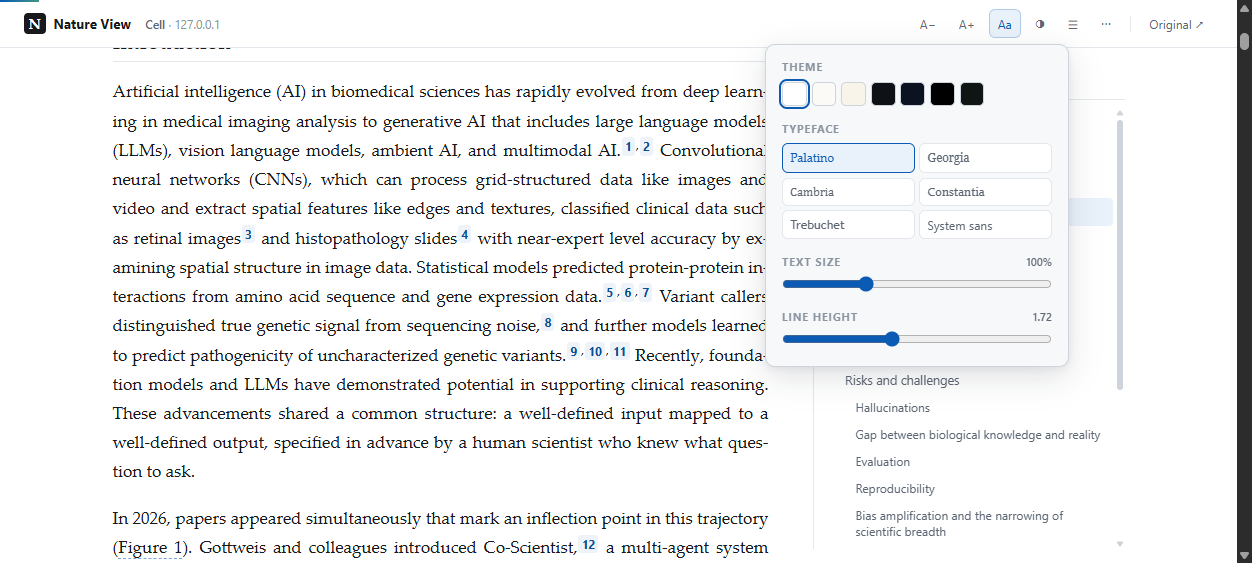 N Nature View Cell · 127.0.0.1 A− A+ Aa ◑ ☰ ··· Original ↗
Introduction
Artificial intelligence (AI) in biomedical sciences has rapidly evolved from deep learn-
ing in medical imaging analysis to generative AI that includes large language models
(LLMs), vision language models, ambient AI, and multimodal AI.1,2 Convolutional
neural networks (CNNs), which can process grid-structured data like images and
video and extract spatial features like edges and textures, classified clinical data such
as retinal images3 and histopathology slides4 with near-expert level accuracy by ex-
amining spatial structure in image data. Statistical models predicted protein-protein in-
teractions from amino acid sequence and gene expression data.5,6,7 Variant callers
distinguished true genetic signal from sequencing noise,8 and further models learned
to predict pathogenicity of uncharacterized genetic variants.9,10,11 Recently, founda-
tion models and LLMs have demonstrated potential in supporting clinical reasoning.
These advancements shared a common structure: a well-defined input mapped to a
well-defined output, specified in advance by a human scientist who knew what ques-
tion to ask.
In 2026, papers appeared simultaneously that mark an inflection point in this trajectory
(Figure 1). Gottweis and colleagues introduced Co-Scientist,12 a multi-agent system
THEME
TYPEFACE
Palatino Georgia
Cambria Constantia
Trebuchet System sans
TEXT SIZE 100%
LINE HEIGHT 1.72
Risks and challenges
Hallucinations
Gap between biological knowledge and reality
Evaluation
Reproducibility
Bias amplification and the narrowing of
scientific breadth